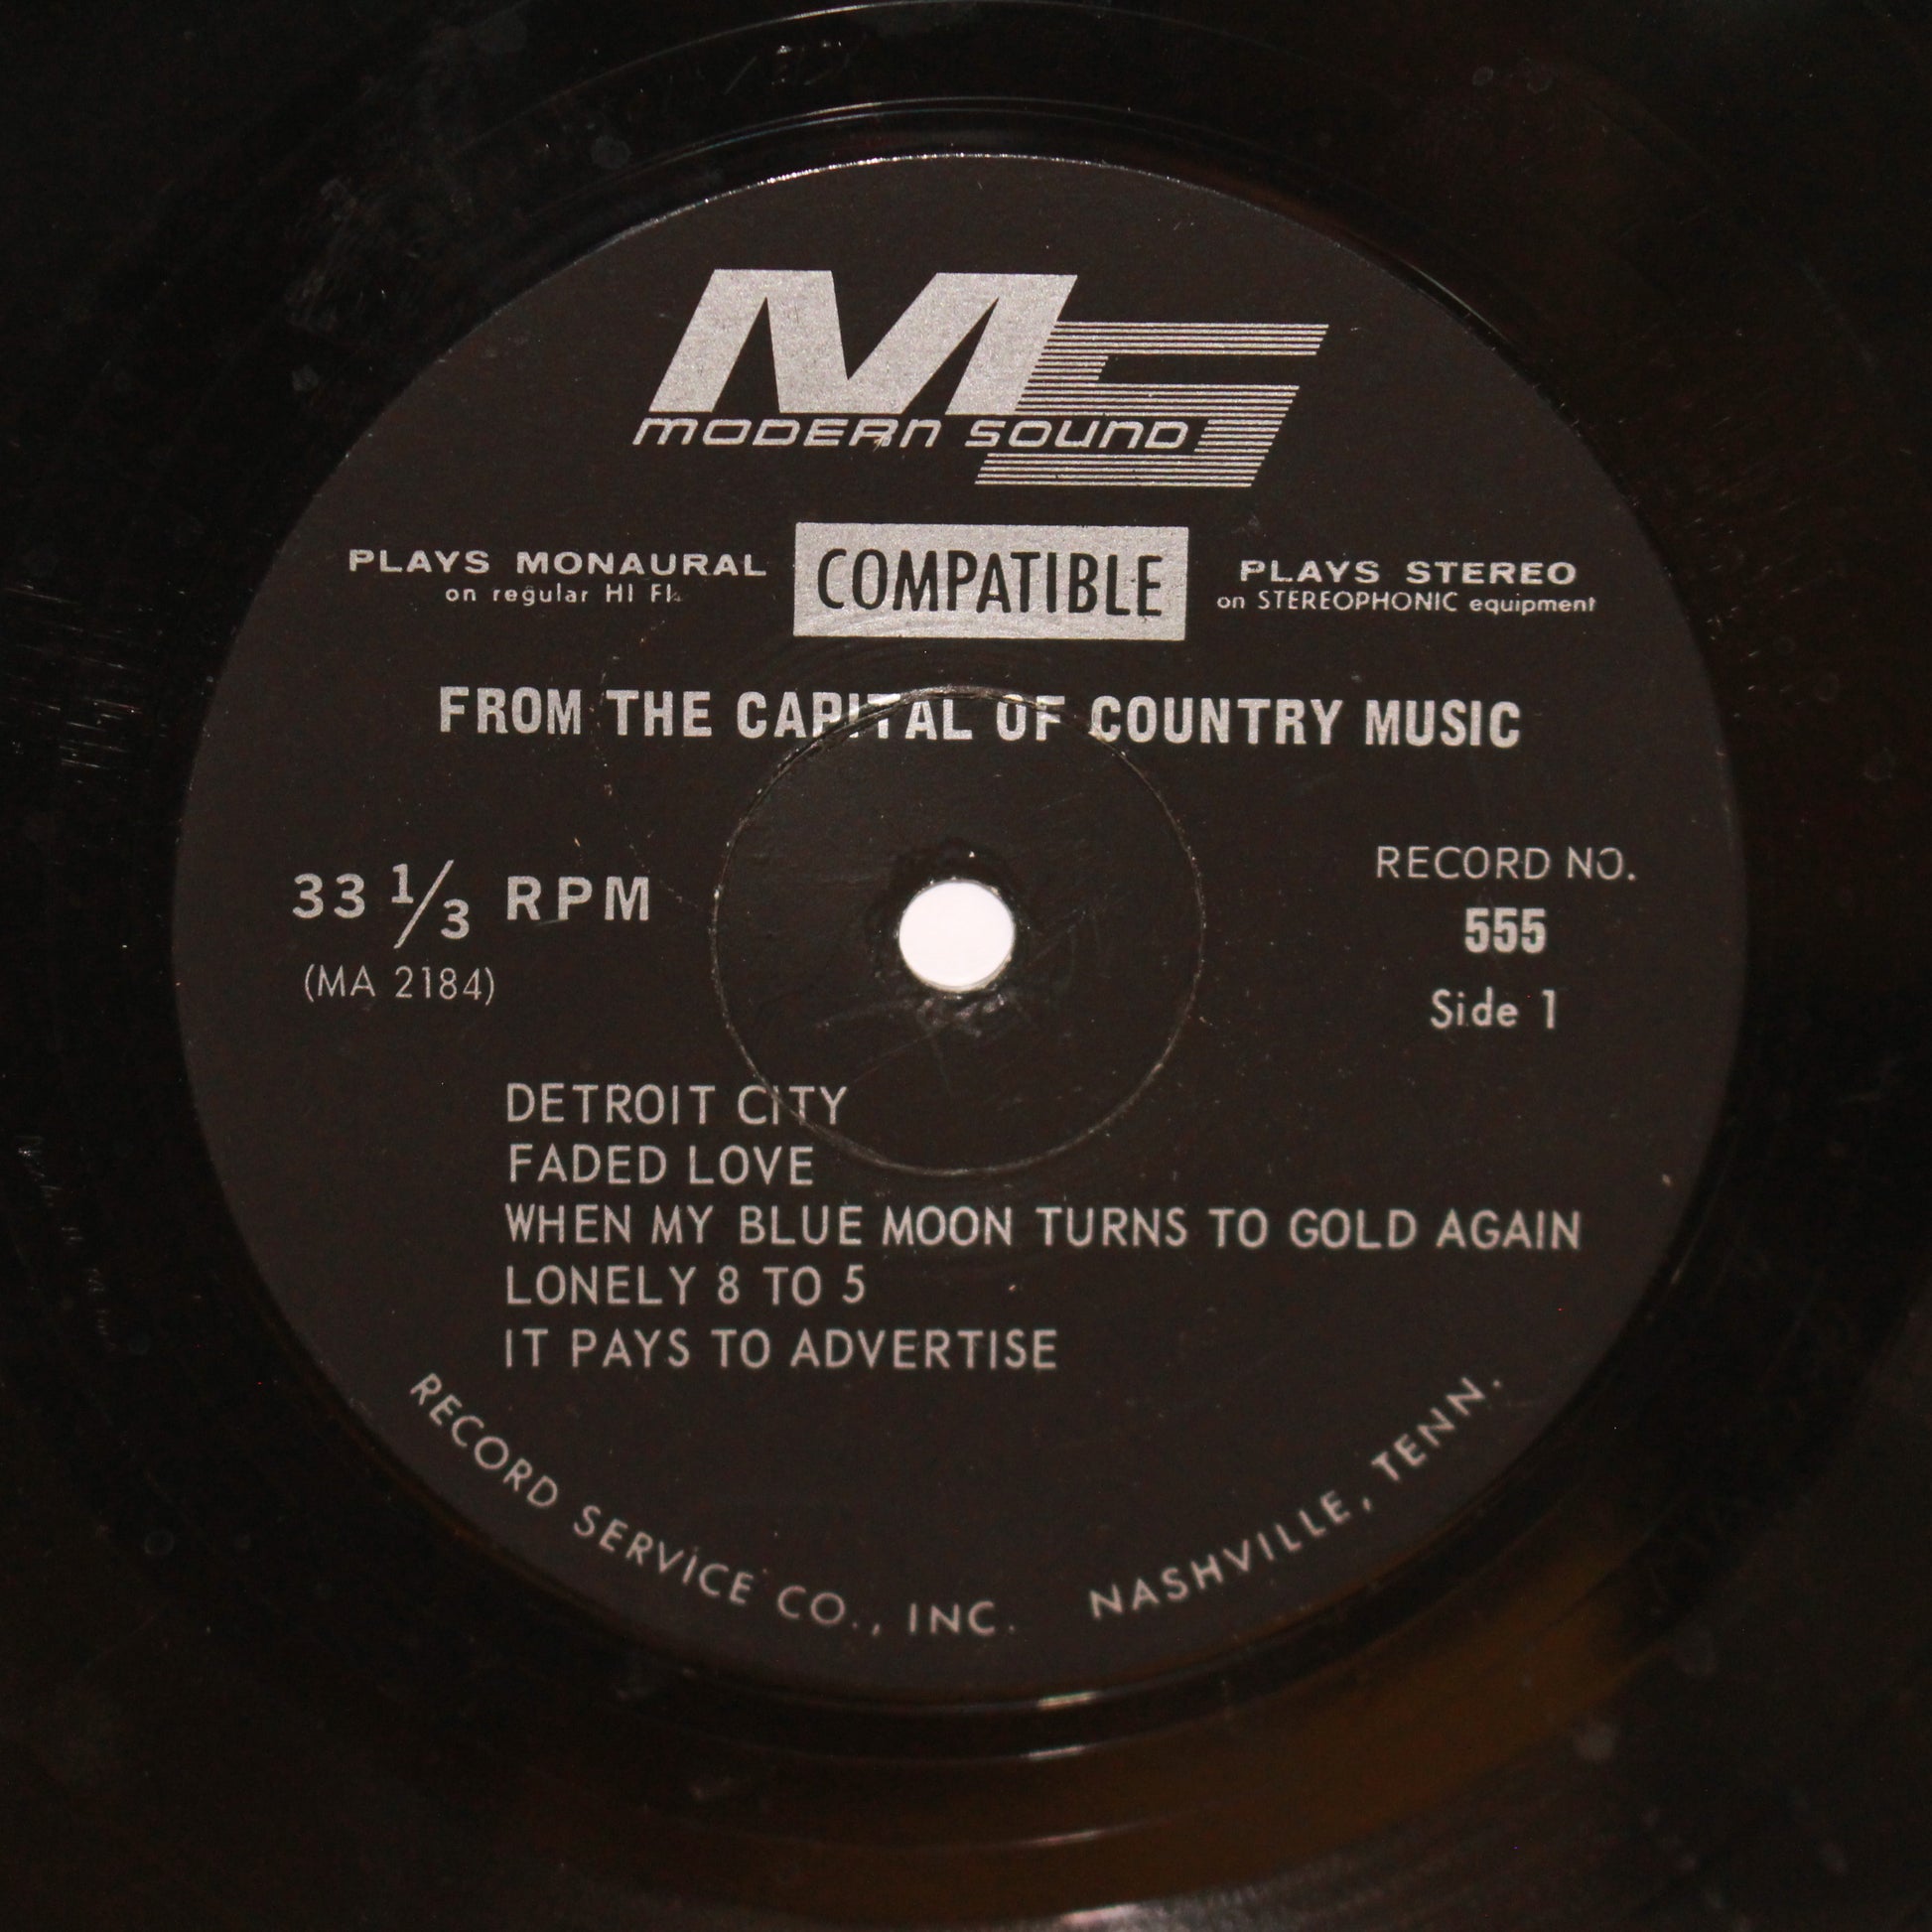 MS
MODERN SOUND
PLAYS MONAURAL
on regular HI FI.
COMPATIBLE
PLAYS STEREO
on STEREOPHONIC equipment
FROM THE CAPITAL OF COUNTRY MUSIC
33 1/3 RPM
(MA 2184)
RECORD NO.
555
Side 1
DETROIT CITY
FADED LOVE
WHEN MY BLUE MOON TURNS TO GOLD AGAIN
LONELY 8 TO 5
IT PAYS TO ADVERTISE
RECORD SERVICE CO., INC. NASHVILLE, TENN.